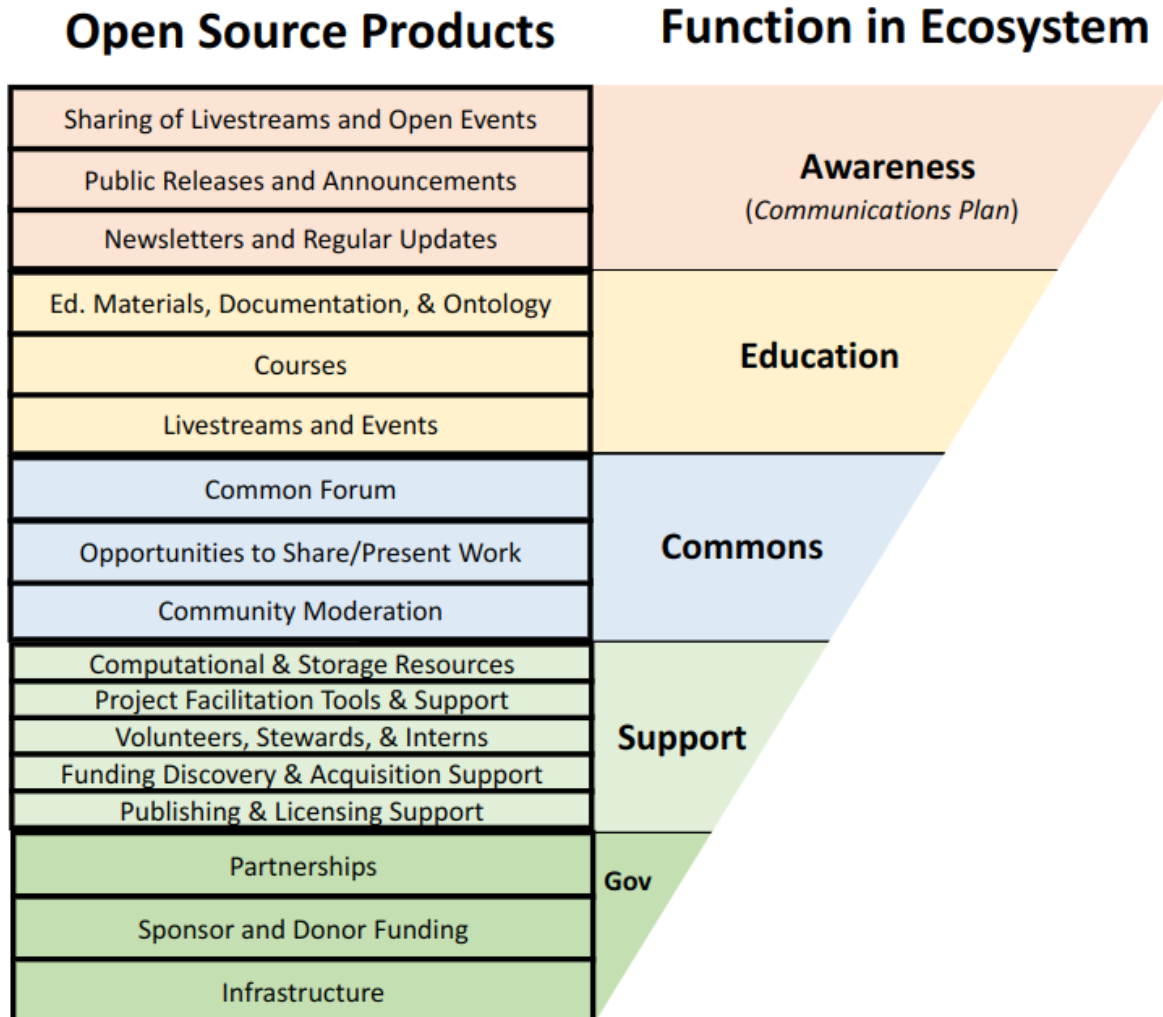 Open Source Products
Function in Ecosystem
Sharing of Livestreams and Open Events
Public Releases and Announcements
Newsletters and Regular Updates
Awareness
(Communications Plan)
Ed. Materials, Documentation, & Ontology
Courses
Livestreams and Events
Education
Common Forum
Opportunities to Share/Present Work
Community Moderation
Commons
Computational & Storage Resources
Project Facilitation Tools & Support
Volunteers, Stewards, & Interns
Funding Discovery & Acquisition Support
Publishing & Licensing Support
Support
Partnerships
Sponsor and Donor Funding
Infrastructure
Gov